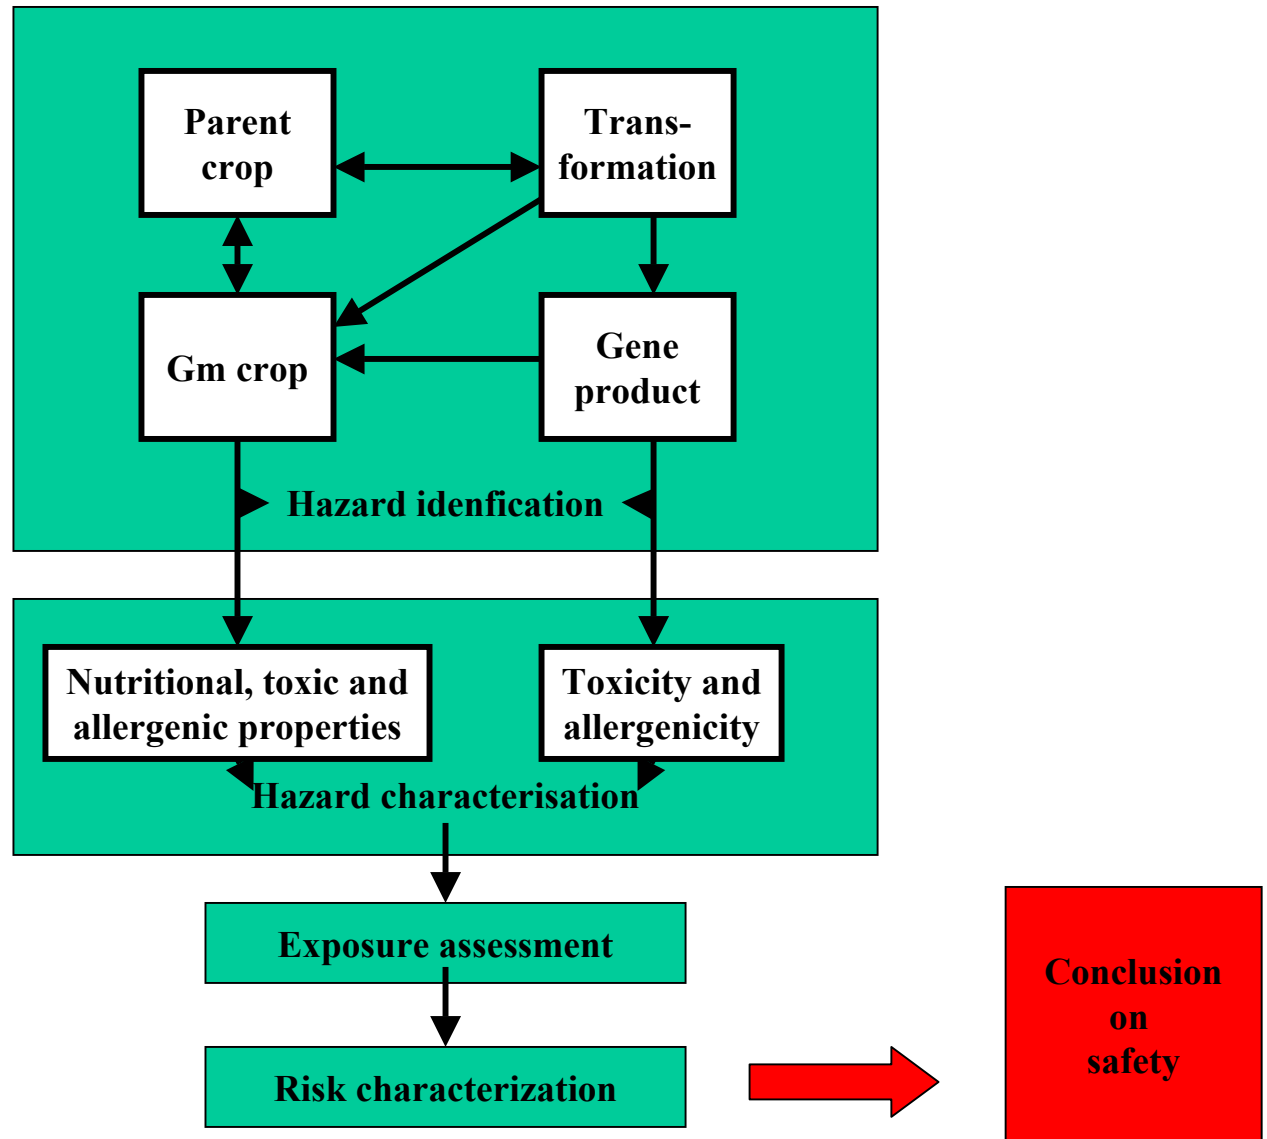 Parent
crop
Trans-
formation
Gm crop
Gene
product
Hazard idenfication
Nutritional, toxic and
allergenic properties
Toxicity and
allergenicity
Hazard characterisation
Exposure assessment
Risk characterization
Conclusion
on
safety